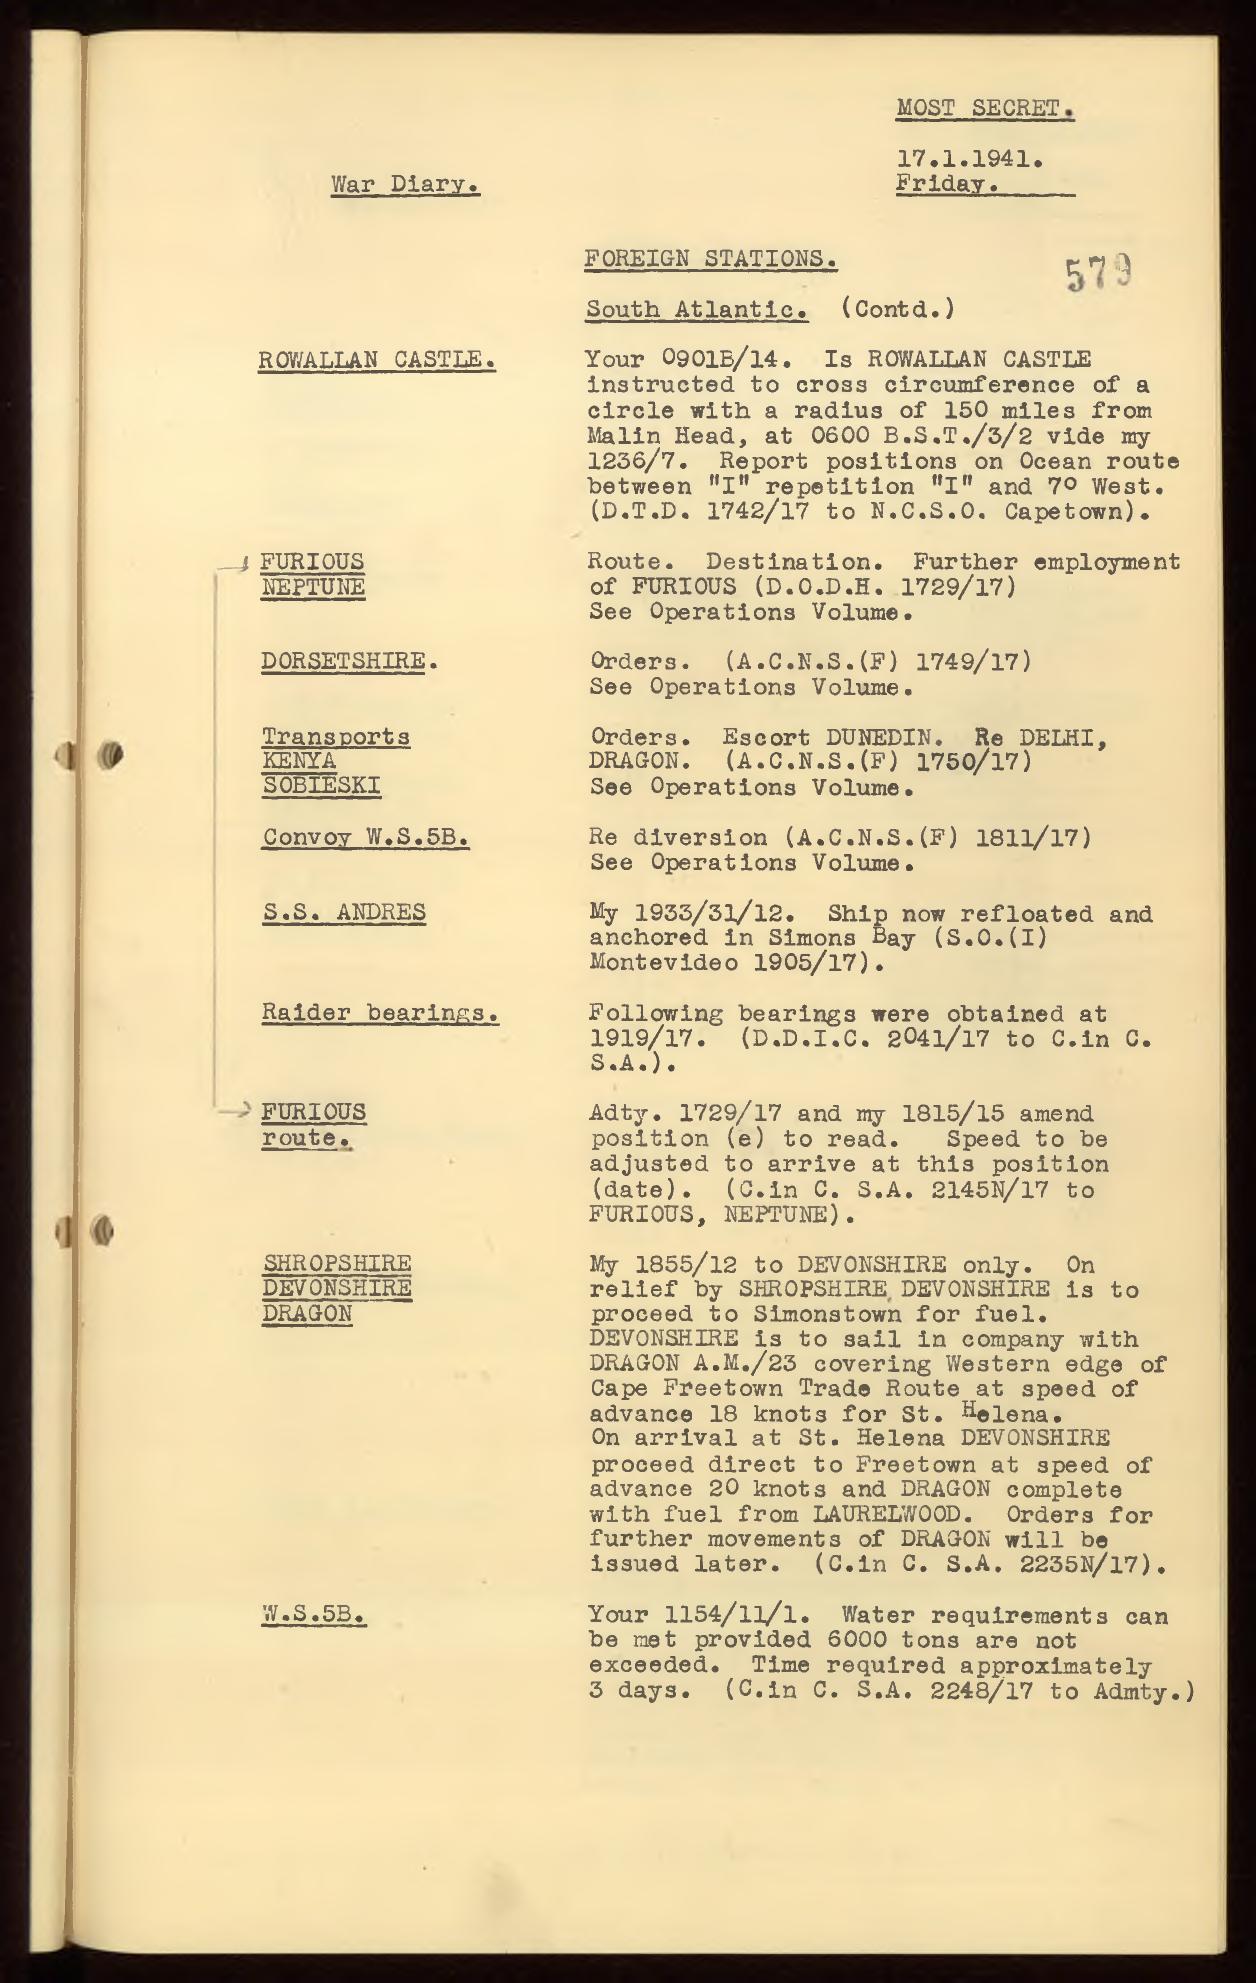 MOST SECRET.
17.1.1941.
War Diary.
Friday.
FOREIGN STATIONS.
579
South Atlantic. (Contd.)
ROWALLAN CASTLE.
Your 0901B/14. Is ROWALLAN CASTLE
instructed to cross circumference of a
circle with a radius of 150 miles from
Malin Head, at 0600 B.S.T./3/2 vide my
1236/7. Report positions on Ocean route
between "I" repetition "I" and 7º West.
(D.T.D. 1742/17 to N.C.S.O. Capetown).
FURIOUS
NEPTUNE
Route. Destination. Further employment
of FURIOUS (D.O.D.H. 1729/17)
See Operations Volume.
DORSETSHIRE.
Orders. (A.C.N.S.(F) 1749/17)
See Operations Volume.
Transports
KENYA
SOBIESKI
Orders. Escort DUNEDIN. Re DELHI,
DRAGON. (A.C.N.S.(F) 1750/17)
See Operations Volume.
Convoy W.S.5B.
Re diversion (A.C.N.S.(F) 1811/17)
See Operations Volume.
S.S. ANDRES
My 1933/31/12. Ship now refloated and
anchored in Simons Bay (S.O.(I)
Montevideo 1905/17).
Raider bearings.
Following bearings were obtained at
1919/17. (D.D.I.C. 2041/17 to C.in C.
S.A.).
FURIOUS
route.
Adty. 1729/17 and my 1815/15 amend
position (e) to read. Speed to be
adjusted to arrive at this position
(date). (C.in C. S.A. 2145N/17 to
FURIOUS, NEPTUNE).
SHROPSHIRE
DEVONSHIRE
DRAGON
My 1855/12 to DEVONSHIRE only. On
relief by SHROPSHIRE, DEVONSHIRE is to
proceed to Simonstown for fuel.
DEVONSHIRE is to sail in company with
DRAGON A.M./23 covering Western edge of
Cape Freetown Trade Route at speed of
advance 18 knots for St. Helena.
On arrival at St. Helena DEVONSHIRE
proceed direct to Freetown at speed of
advance 20 knots and DRAGON complete
with fuel from LAURELWOOD. Orders for
further movements of DRAGON will be
issued later. (C.in C. S.A. 2235N/17).
W.S.5B.
Your 1154/11/1. Water requirements can
be met provided 6000 tons are not
exceeded. Time required approximately
3 days. (C.in C. S.A. 2248/17 to Admty.)